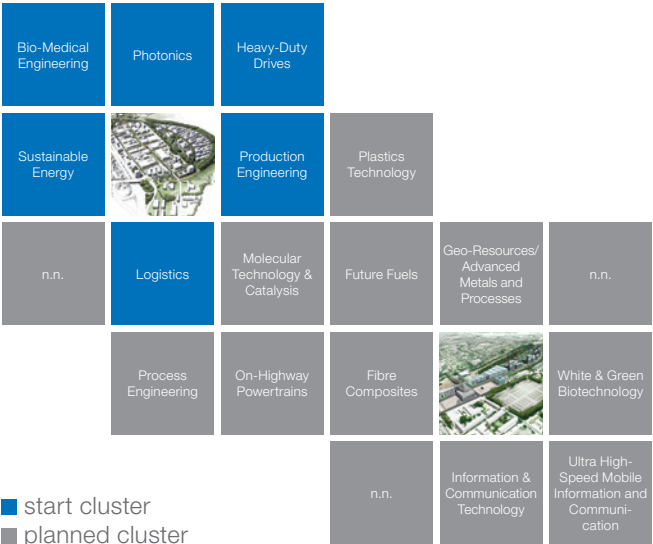 Bio-Medical
Engineering
Photonics
Heavy-Duty
Drives
Sustainable
Energy
Production
Engineering
Plastics
Technology
n.n.
Logistics
Molecular
Technology &
Catalysis
Future Fuels
Geo-Resources/
Advanced
Metals and
Processes
n.n.
Process
Engineering
On-Highway
Powertrains
Fibre
Composites
White & Green
Biotechnology
n.n.
Information &
Communication
Technology
Ultra High-
Speed Mobile
Information and
Communi-
cation
start cluster
planned cluster